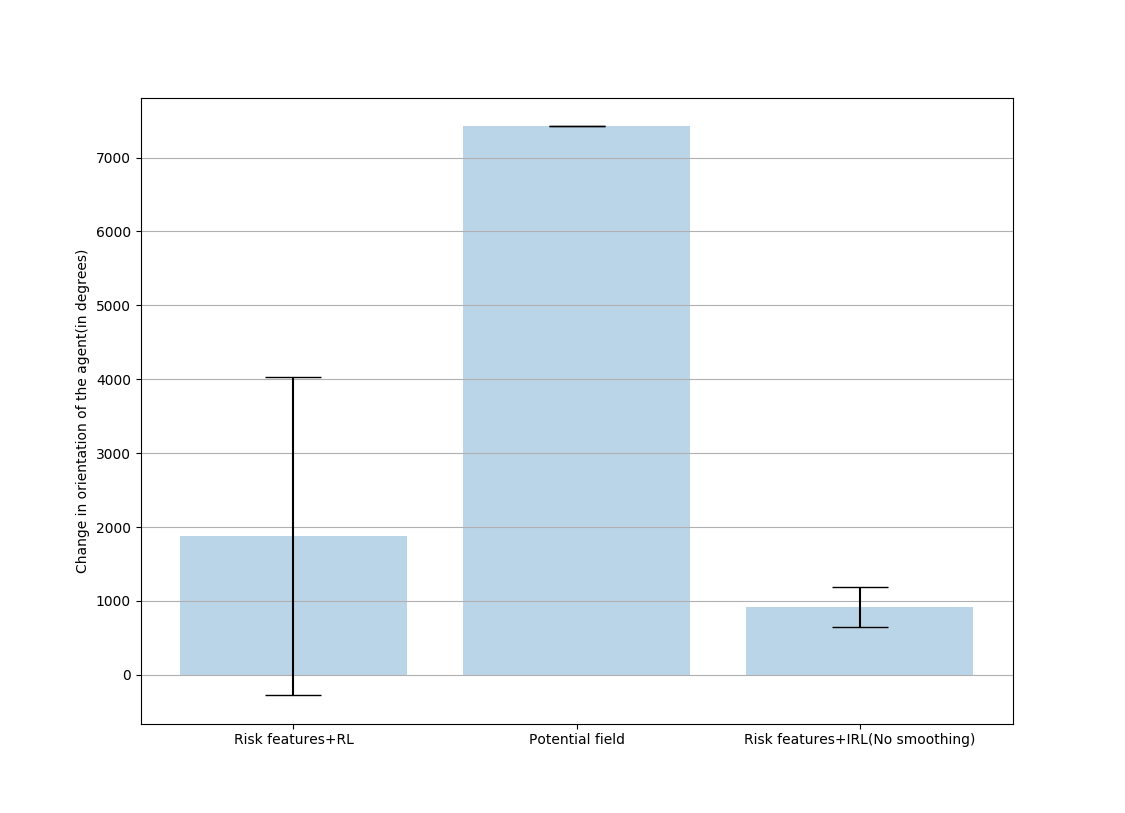 Change in orientation of the agent(in degrees)
7000
6000
5000
4000
3000
2000
1000
0
Risk features+RL
Potential field
Risk features+IRL(No smoothing)